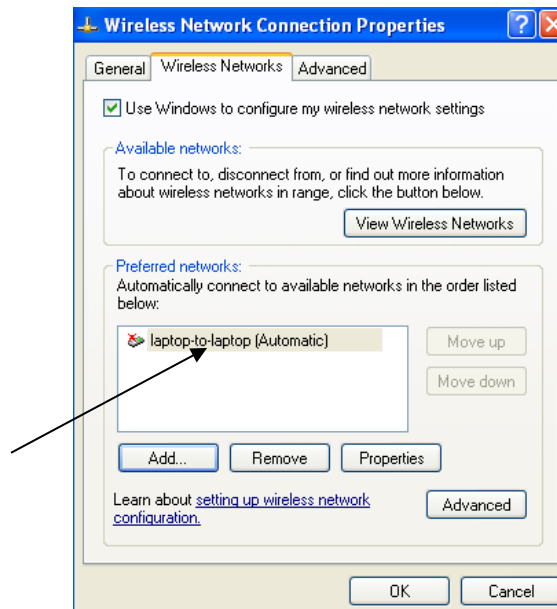 Wireless Network Connection Properties
General Wireless Networks Advanced
Use Windows to configure my wireless network settings
Available networks:
To connect to, disconnect from, or find out more information
about wireless networks in range, click the button below.
View Wireless Networks
Preferred networks:
Automatically connect to available networks in the order listed
below:
laptop-to-laptop (Automatic)
Move up
Move down
Add... Remove Properties
Learn about setting up wireless network
configuration.
Advanced
OK Cancel